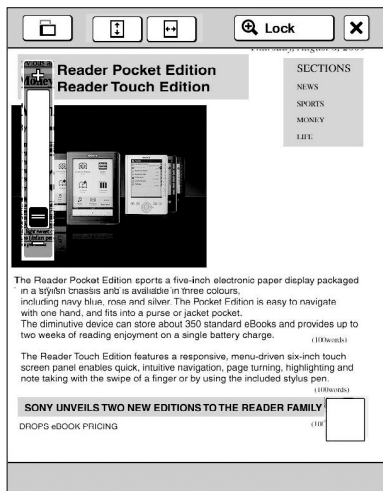 Lock
Thursday, August 6, 2009
Reader Pocket Edition
Reader Touch Edition
SECTIONS
NEWS
SPORTS
MONEY
LIFE
Money
SONY
The Reader Pocket Edition sports a five-inch electronic paper display packaged
in a stylish chassis and is available in three colours,
including navy blue, rose and silver. The Pocket Edition is easy to navigate
with one hand, and fits into a purse or jacket pocket.
The diminutive device can store about 350 standard eBooks and provides up to
two weeks of reading enjoyment on a single battery charge.
(100words)
The Reader Touch Edition features a responsive, menu-driven six-inch touch
screen panel enables quick, intuitive navigation, page turning, highlighting and
note taking with the swipe of a finger or by using the included stylus pen.
(100words)
SONY UNVEILS TWO NEW EDITIONS TO THE READER FAMILY
DROPS eBOOK PRICING